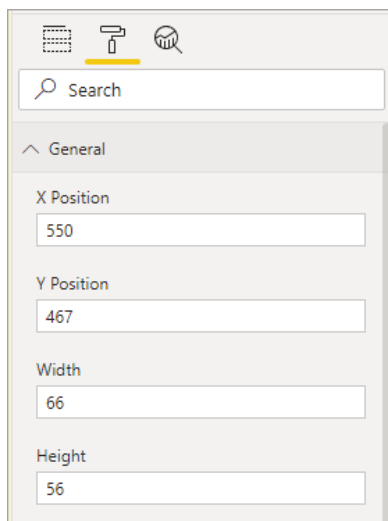 Search
General
X Position
550
Y Position
467
Width
66
Height
56